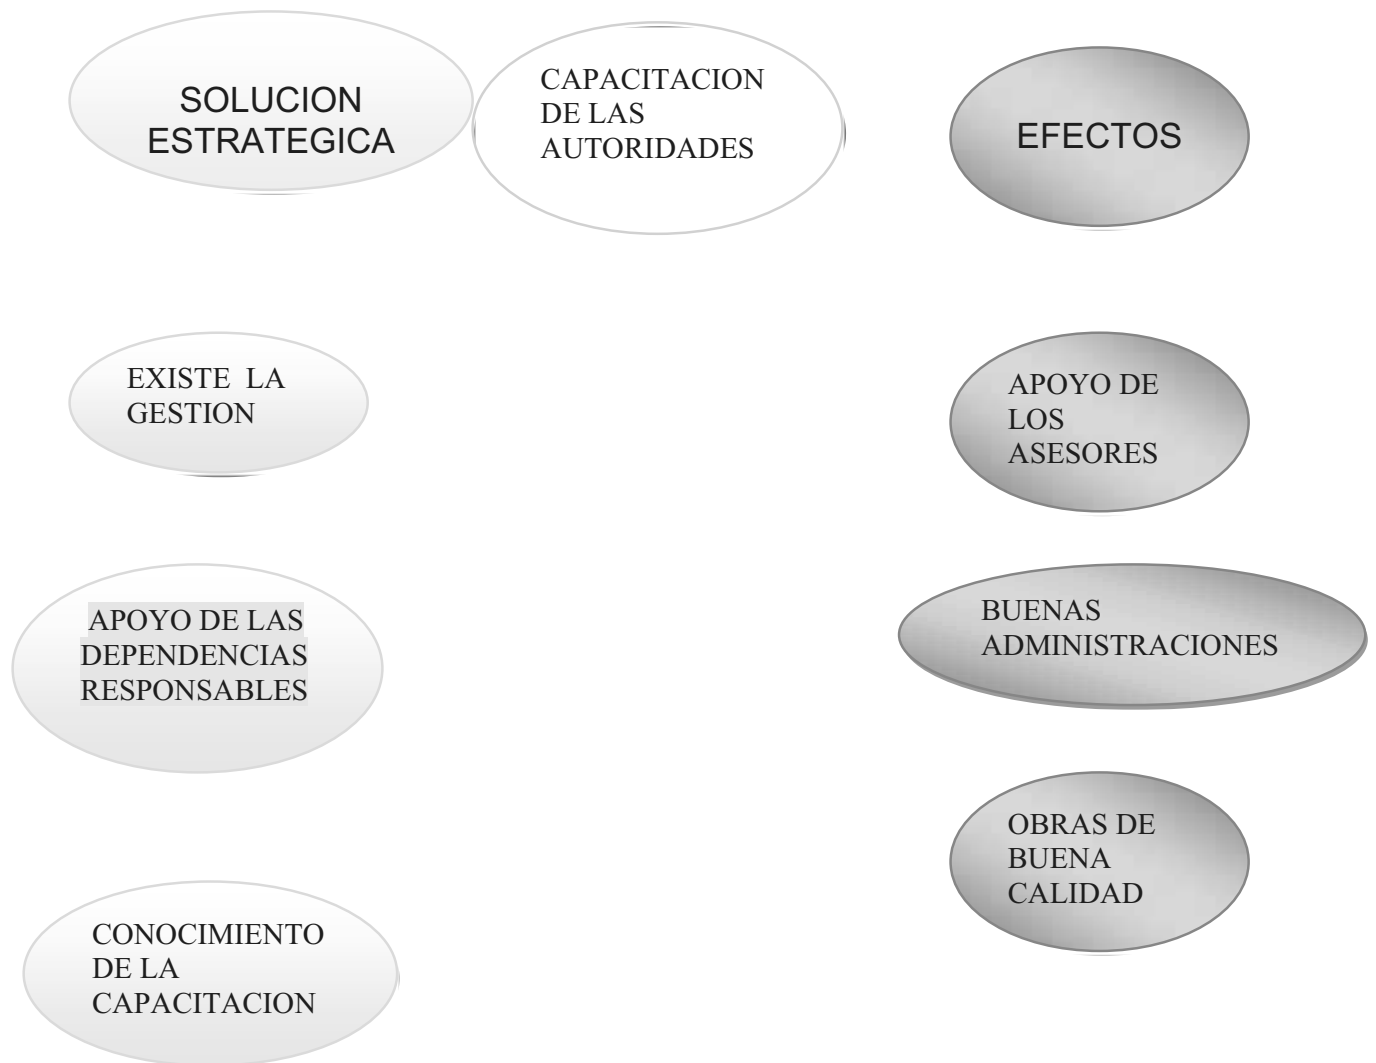 SOLUCION
ESTRATEGICA
CAPACITACION
DE LAS
AUTORIDADES
EFECTOS
EXISTE LA
GESTION
APOYO DE
LOS
ASESORES
APOYO DE LAS
DEPENDENCIAS
RESPONSABLES
BUENAS
ADMINISTRACIONES
OBRAS DE
BUENA
CALIDAD
CONOCIMIENTO
DE LA
CAPACITACION